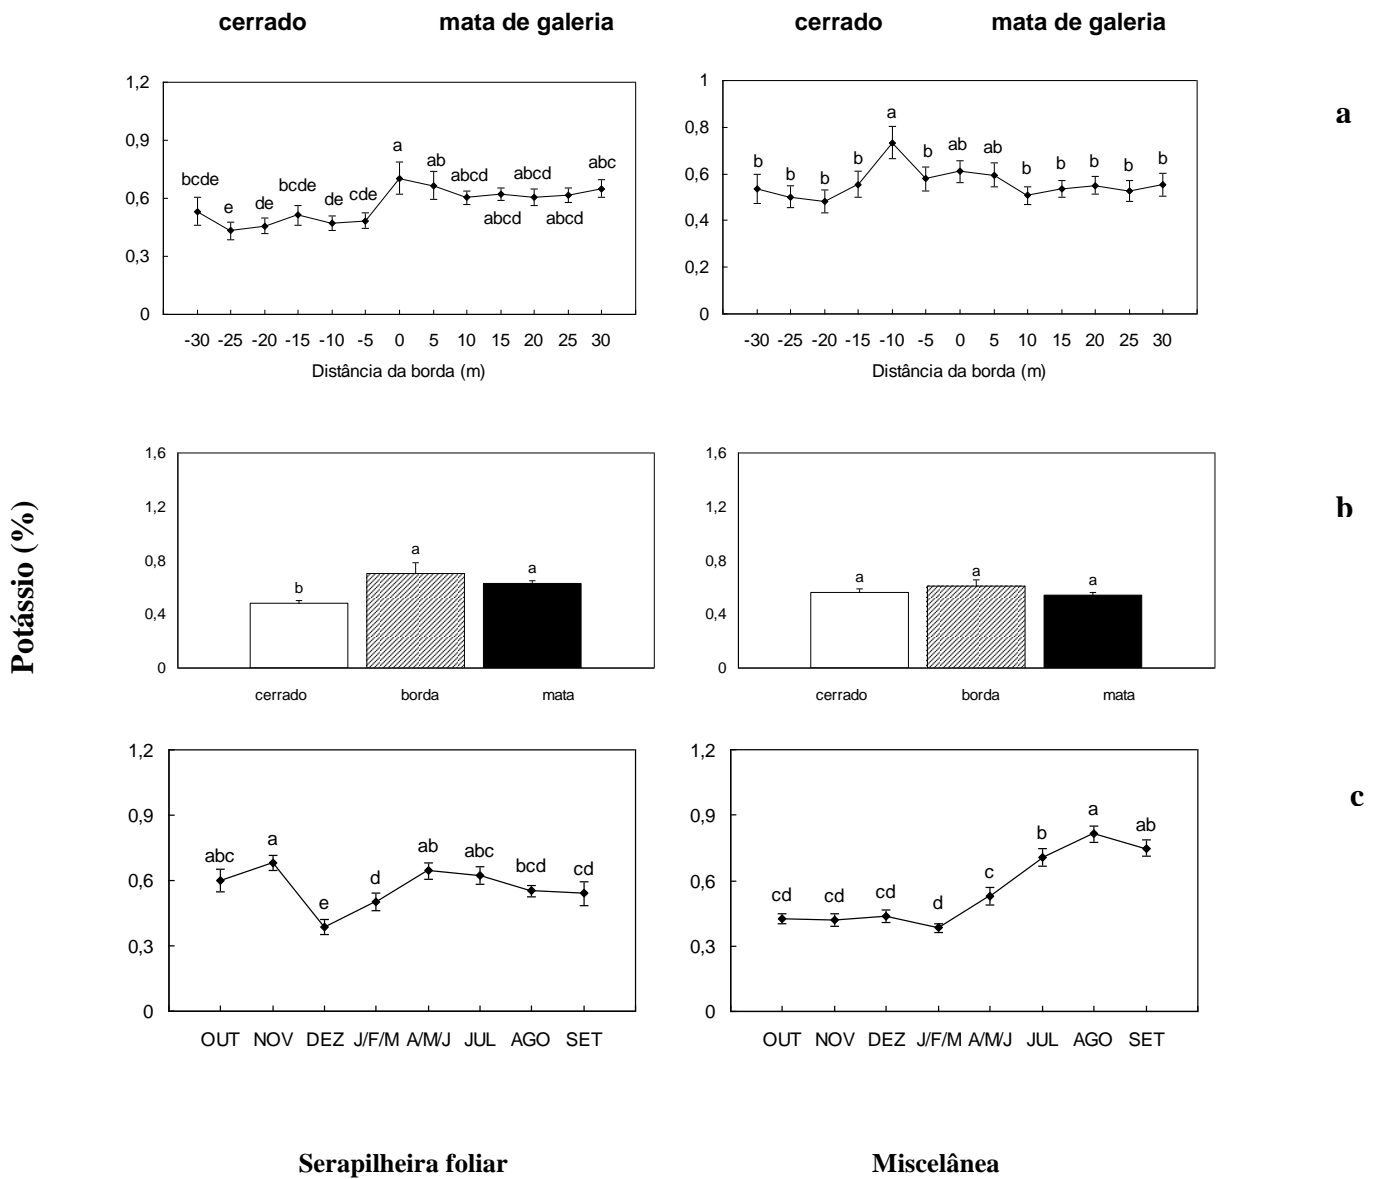 cerrado mata de galeria cerrado mata de galeria
a
1,2
0,9
0,6
0,3
0
bcde e de bcde de cde a ab abcd abcd abcd abcd abc
-30 -25 -20 -15 -10 -5 0 5 10 15 20 25 30
Distância da borda (m)
1
0,8
0,6
0,4
0,2
0
b b b b a b ab ab b b b b b
-30 -25 -20 -15 -10 -5 0 5 10 15 20 25 30
Distância da borda (m)
Potássio (%)
b
1,6
1,2
0,8
0,4
0
b a a
cerrado borda mata
1,6
1,2
0,8
0,4
0
a a a
cerrado borda mata
c
1,2
0,9
0,6
0,3
0
abc a e d ab abc bcd cd
OUT NOV DEZ J/F/M A/M/J JUL AGO SET
1,2
0,9
0,6
0,3
0
cd cd cd d c b a ab
OUT NOV DEZ J/F/M A/M/J JUL AGO SET
Serapilheira foliar Miscelânea